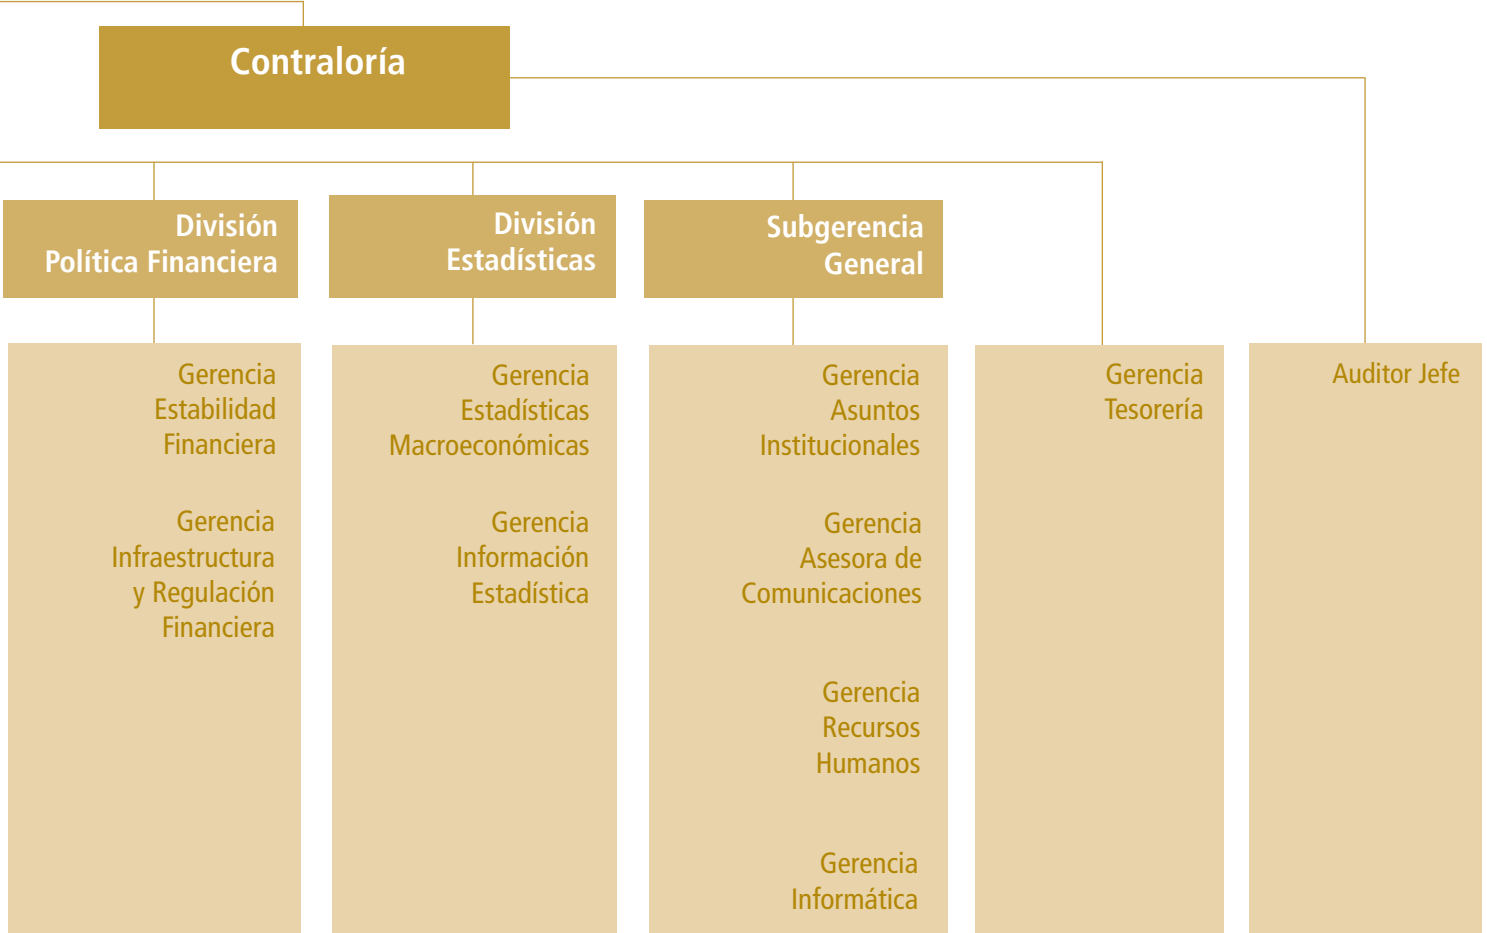 Contraloría
División
Política Financiera
División
Estadísticas
Subgerencia
General
Gerencia
Estabilidad
Financiera
Gerencia
Infraestructura
y Regulación
Financiera
Gerencia
Estadísticas
Macroeconómicas
Gerencia
Información
Estadística
Gerencia
Asuntos
Institucionales
Gerencia
Asesora de
Comunicaciones
Gerencia
Recursos
Humanos
Gerencia
Informática
Gerencia
Tesorería
Auditor Jefe